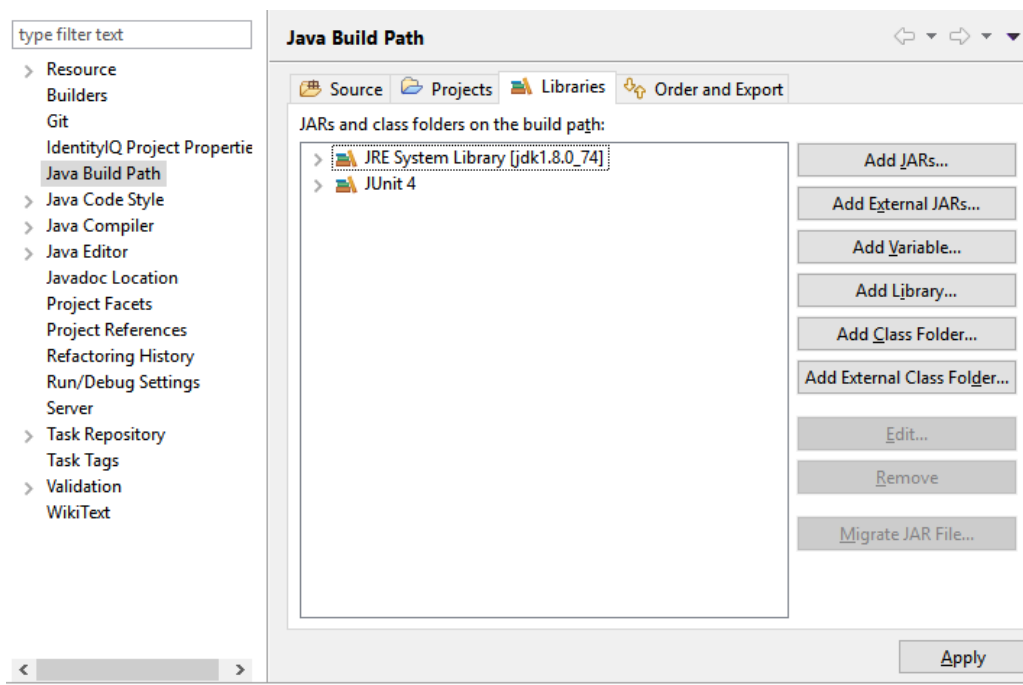 type filter text
Resource
Builders
Git
IdentityIQ Project Propertie
Java Build Path
Java Code Style
Java Compiler
Java Editor
Javadoc Location
Project Facets
Project References
Refactoring History
Run/Debug Settings
Server
Task Repository
Task Tags
Validation
WikiText
Java Build Path
Source Projects Libraries Order and Export
JARs and class folders on the build path:
JRE System Library [jdk1.8.0_74]
JUnit 4
Add JARs...
Add External JARs...
Add Variable...
Add Library...
Add Class Folder...
Add External Class Folder...
Edit...
Remove
Migrate JAR File...
Apply